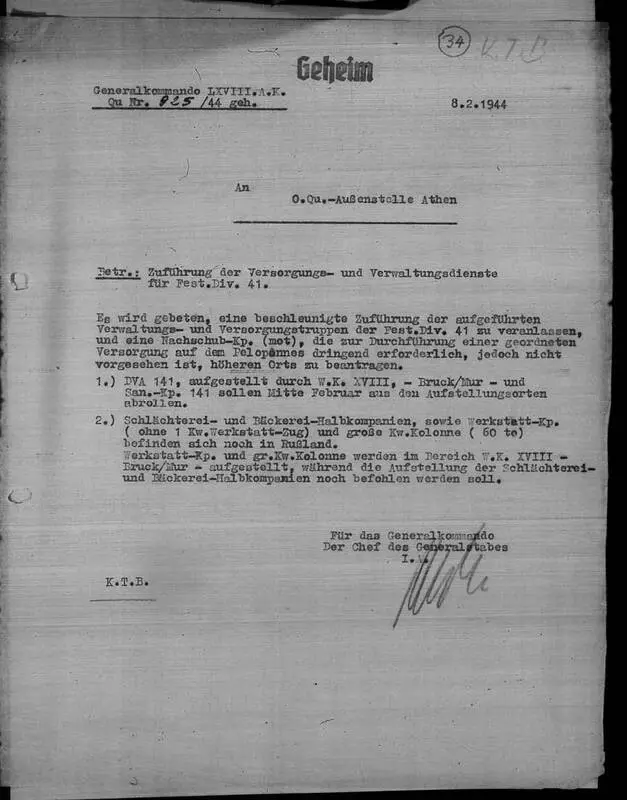 34 K.T.B
Geheim
Generalkommando LXVIII.A.K.
Qu Nr. 825 /44 geh.
8.2.1944
An
O.Qu.-Außenstelle Athen
Betr.: Zuführung der Versorgungs- und Verwaltungsdienste
für Fest.Div. 41.
Es wird gebeten, eine beschleunigte Zuführung der aufgeführten
Verwaltungs- und Versorgungstruppen der Fest.Div. 41 zu veranlassen,
und eine Nachschub-Kp. (mot), die zur Durchführung einer geordneten
Versorgung auf dem Peloponnes dringend erforderlich, jedoch nicht
vorgesehen ist, höheren Orts zu beantragen.
1.) DVA 141, aufgestellt durch W.K. XVIII, - Bruck/Mur - und
San.-Kp. 141 sollen Mitte Februar aus den Aufstellungsorten
abrollen.
2.) Schlächterei- und Bäckerei-Halbkompanien, sowie Werkstatt-Kp.
( ohne 1 Kw.Werkstatt-Zug) und große Kw.Kolonne ( 60 to)
befinden sich noch in Rußland.
Werkstatt-Kp. und gr.Kw.Kolonne werden im Bereich W.K. XVIII -
Bruck/Mur - aufgestellt, während die Aufstellung der Schlächterei-
und Bäckerei-Halbkompanien noch befohlen werden soll.
Für das Generalkommando
Der Chef des Generalstabes
I.V.
K.T.B.